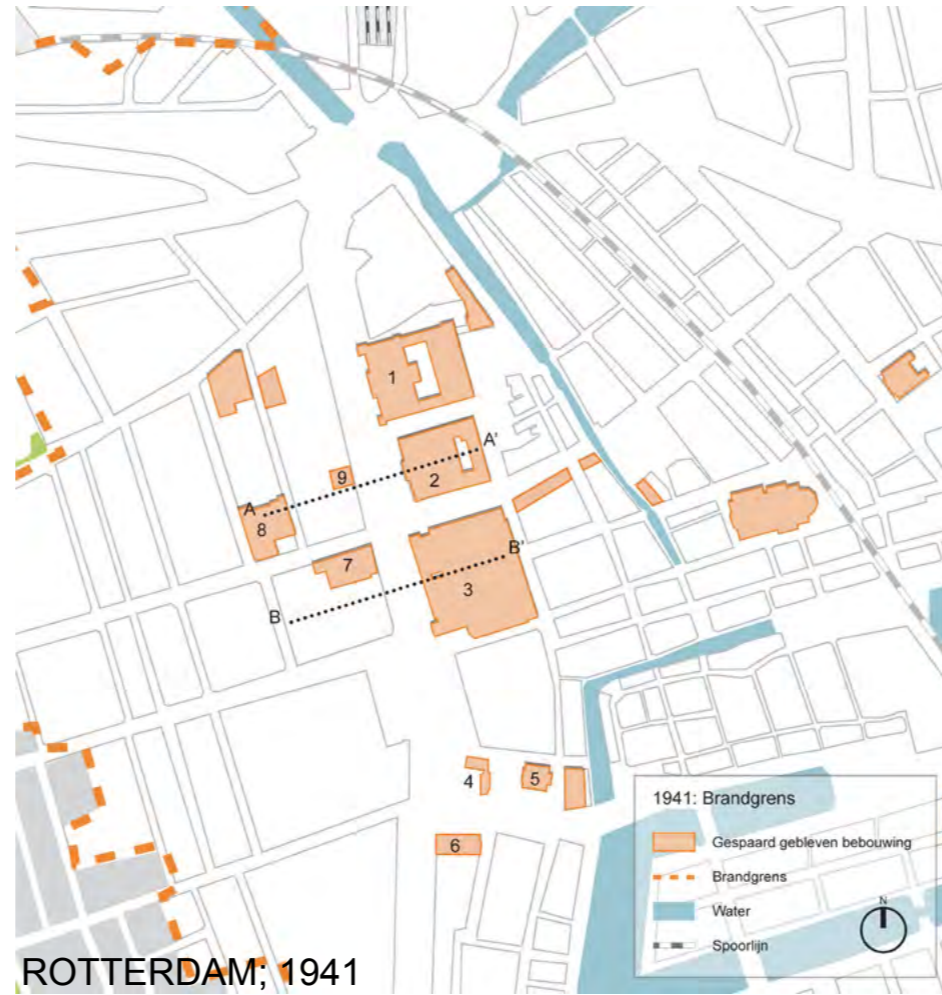 1
A'
2
9
A
8
B'
7
3
B
4
5
6
1941: Brandgrens
Gespaard gebleven bebouwing
Brandgrens
Water
N
Spoorlijn
ROTTERDAM; 1941